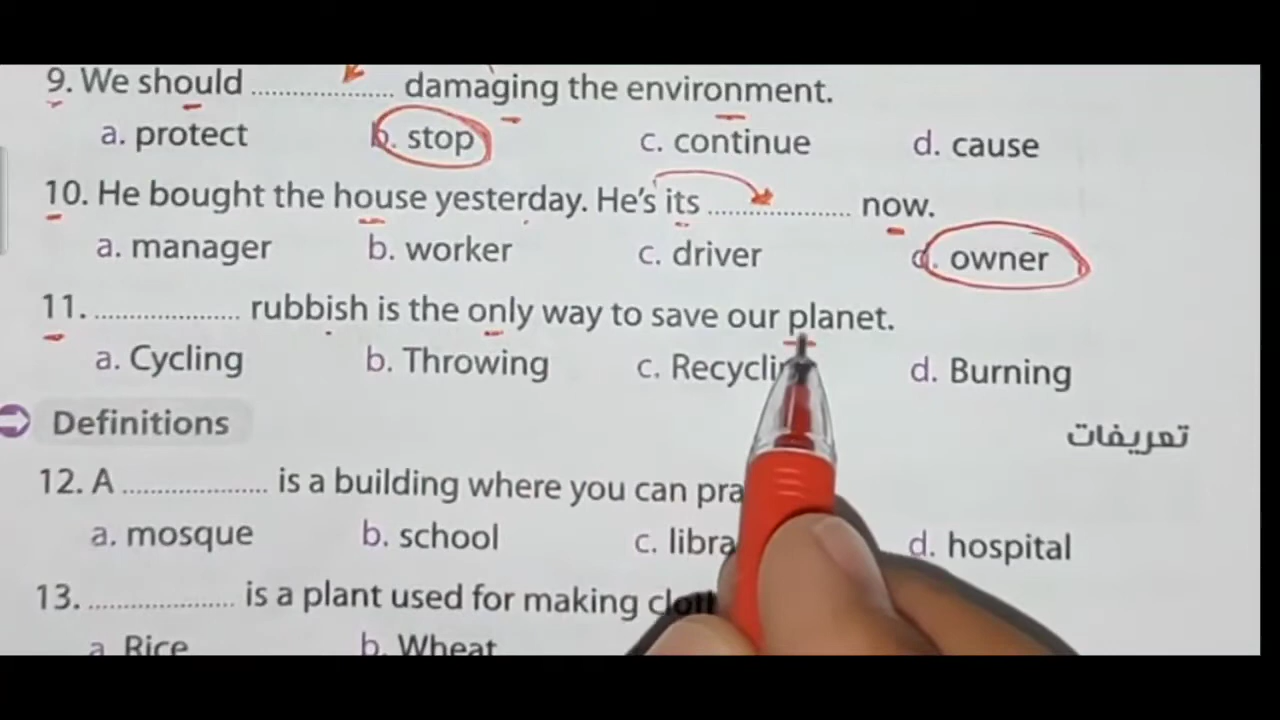 9. We should .................... damaging the environment.
a. protect b. stop c. continue d. cause
10. He bought the house yesterday. He's its .................... now.
a. manager b. worker c. driver d. owner
11. .................... rubbish is the only way to save our planet.
a. Cycling b. Throwing c. d. Burning
Definitions تعريفات
12. A .................... is a building where you can
a. mosque b. school c. d. hospital
13. .................... is a plant used for making
a. Rice b. Wheat